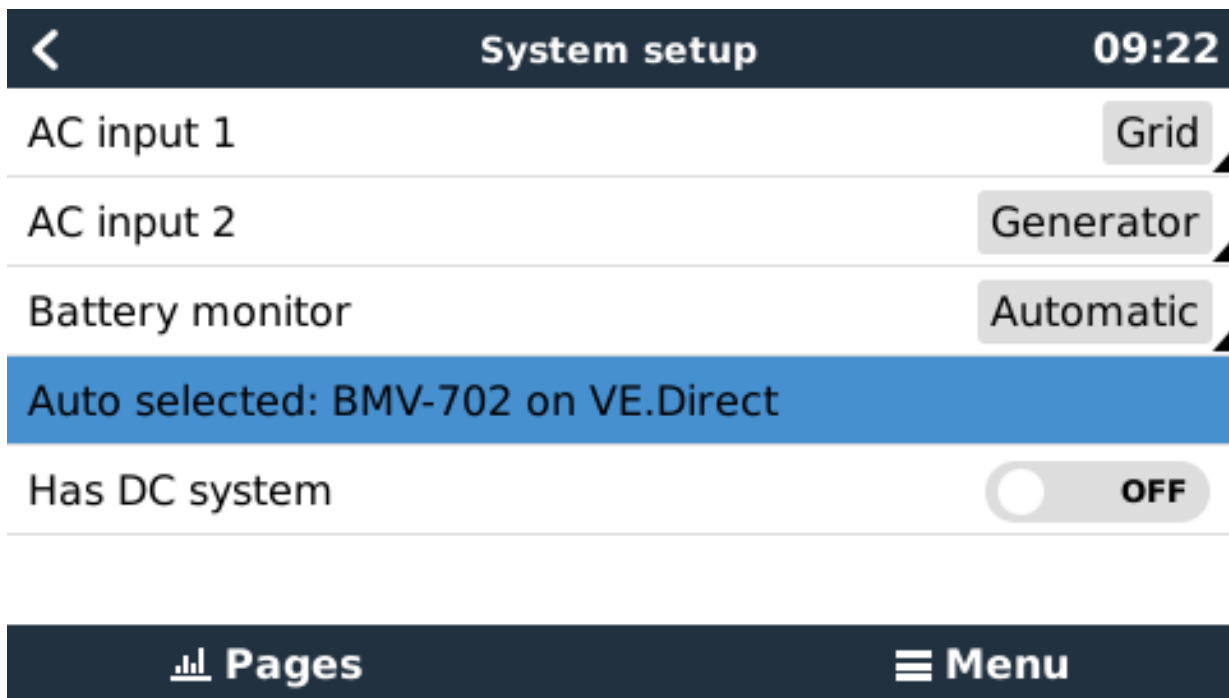 System setup 09:22
AC input 1 Grid
AC input 2 Generator
Battery monitor Automatic
Auto selected: BMV-702 on VE.Direct
Has DC system OFF
Pages Menu